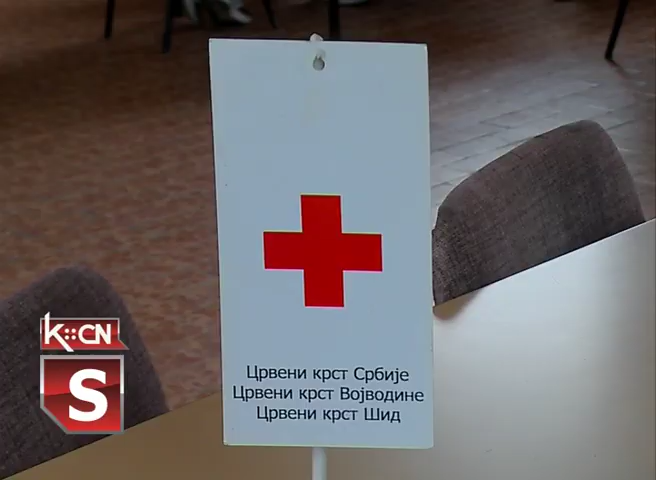 Црвени крст Србије
Црвени крст Војводине
Црвени крст Шид
K::CN
S